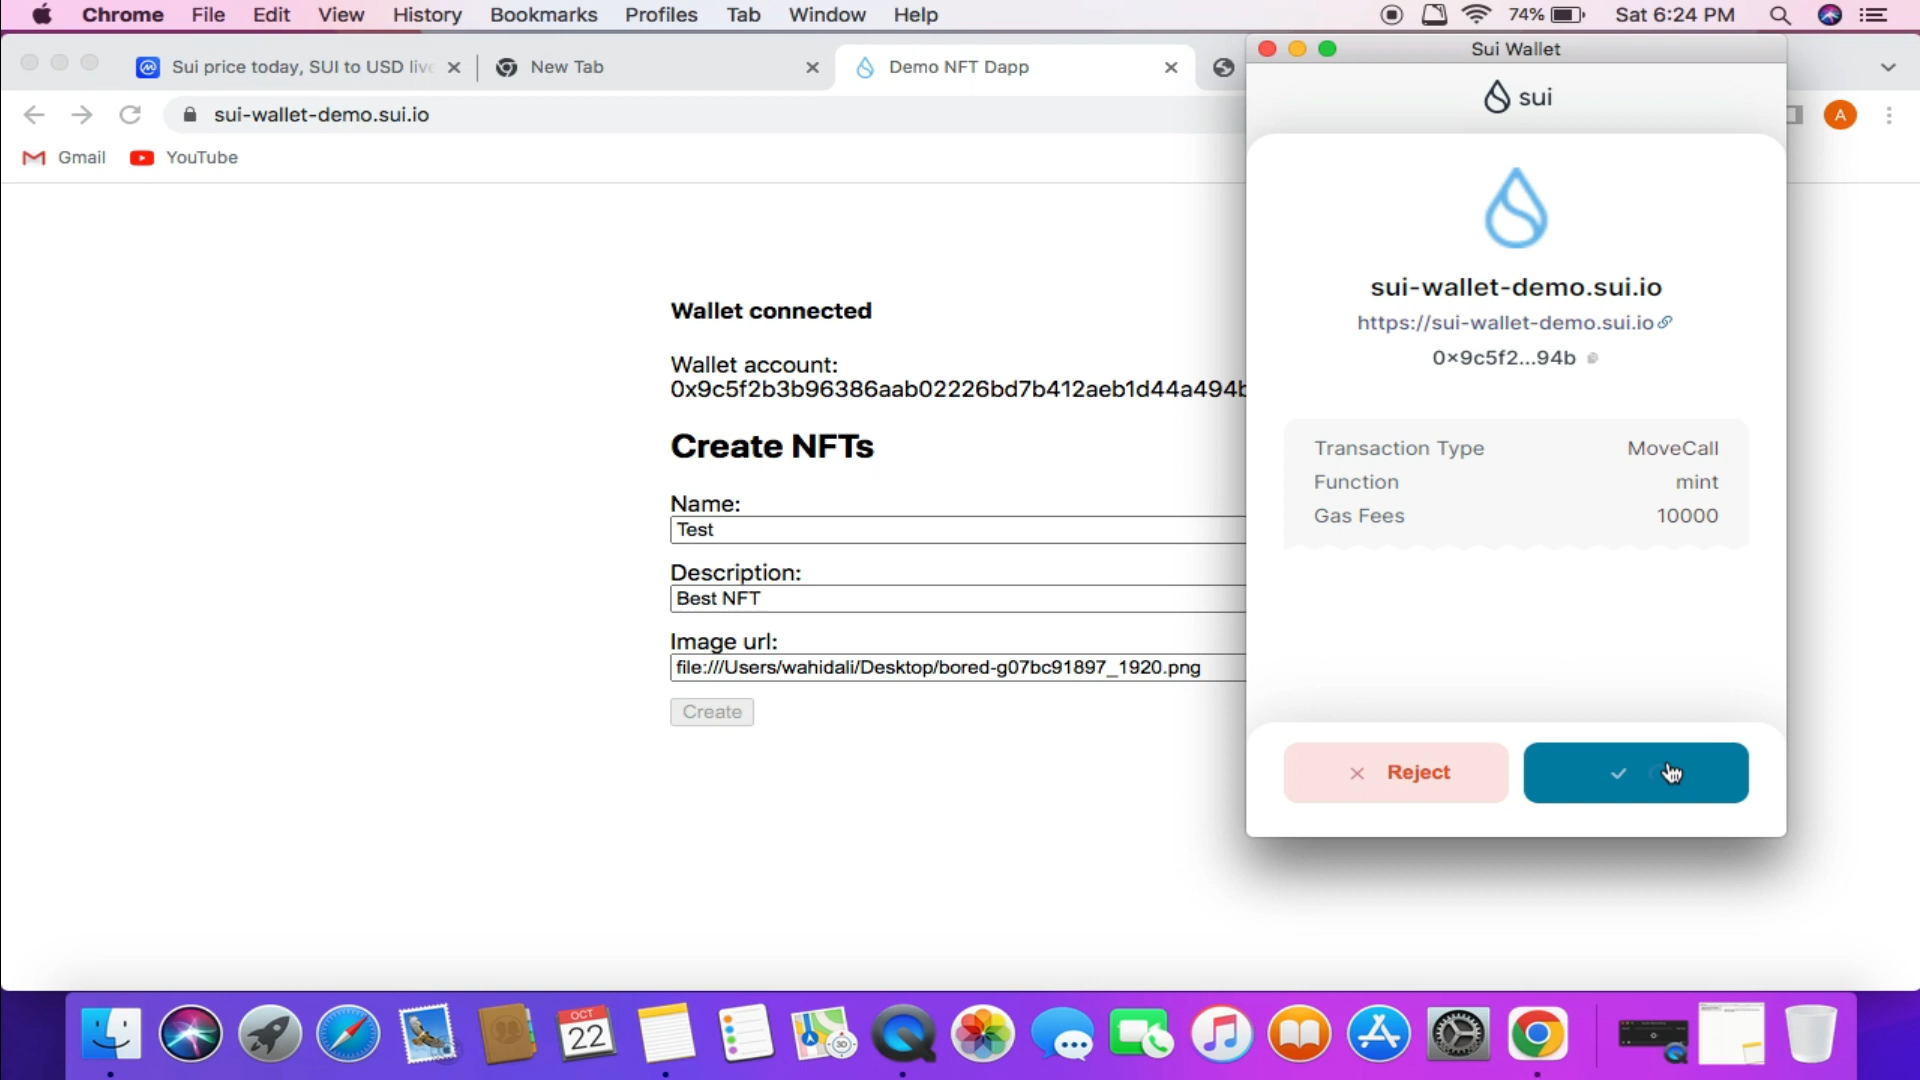 Chrome File Edit View History Bookmarks Profiles Tab Window Help 74% Sat 6:24 PM
Sui price today, SUI to USD live New Tab Demo NFT Dapp
sui-wallet-demo.sui.io A
Gmail YouTube
Wallet connected
Wallet account:
0x9c5f2b3b96386aab02226bd7b412aeb1d44a494b
Create NFTs
Name:
Test
Description:
Best NFT
Image url:
file:///Users/wahidali/Desktop/bored-g07bc91897_1920.png
Create
Sui Wallet
sui
sui-wallet-demo.sui.io
https://sui-wallet-demo.sui.io
0×9c5f2...94b
Transaction Type MoveCall
Function mint
Gas Fees 10000
Reject
OCT
22
3D